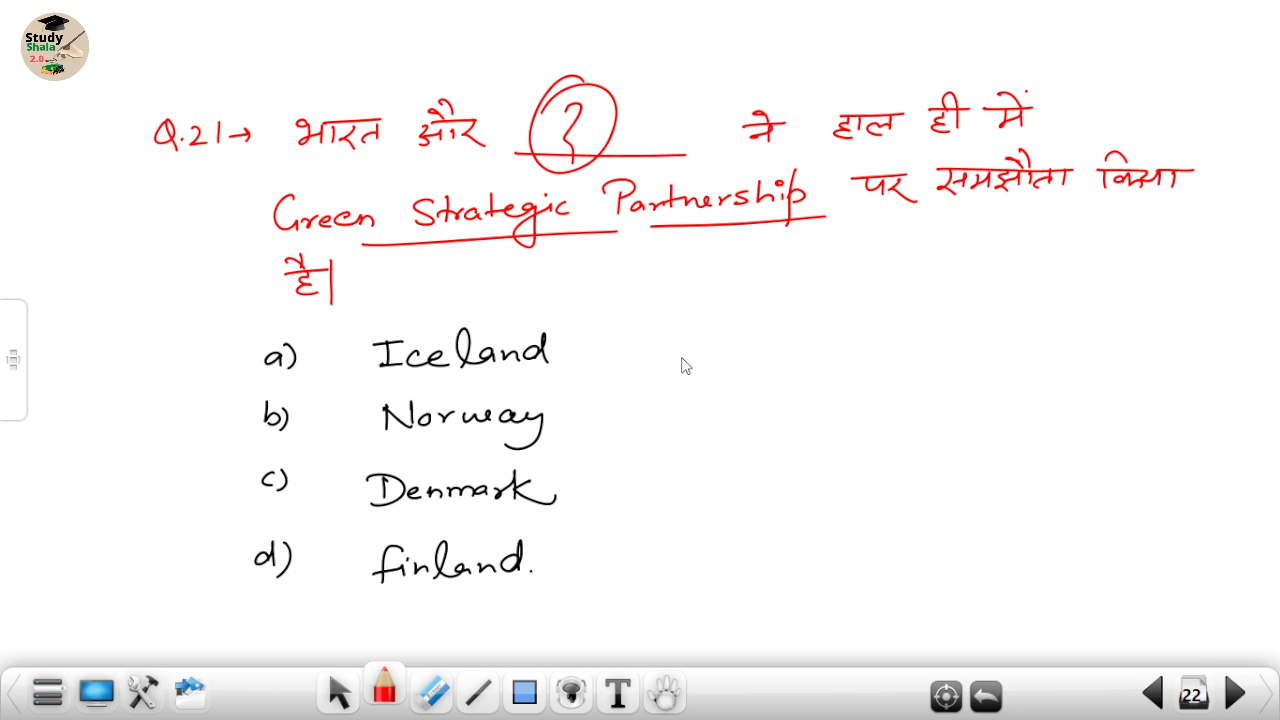 Study
Shala
2.0
Q.21→ भारत और ? ने हाल ही में
Green Strategic Partnership पर समझौता किया
है|
a) Iceland
b) Norway
c) Denmark
d) finland.
T
22